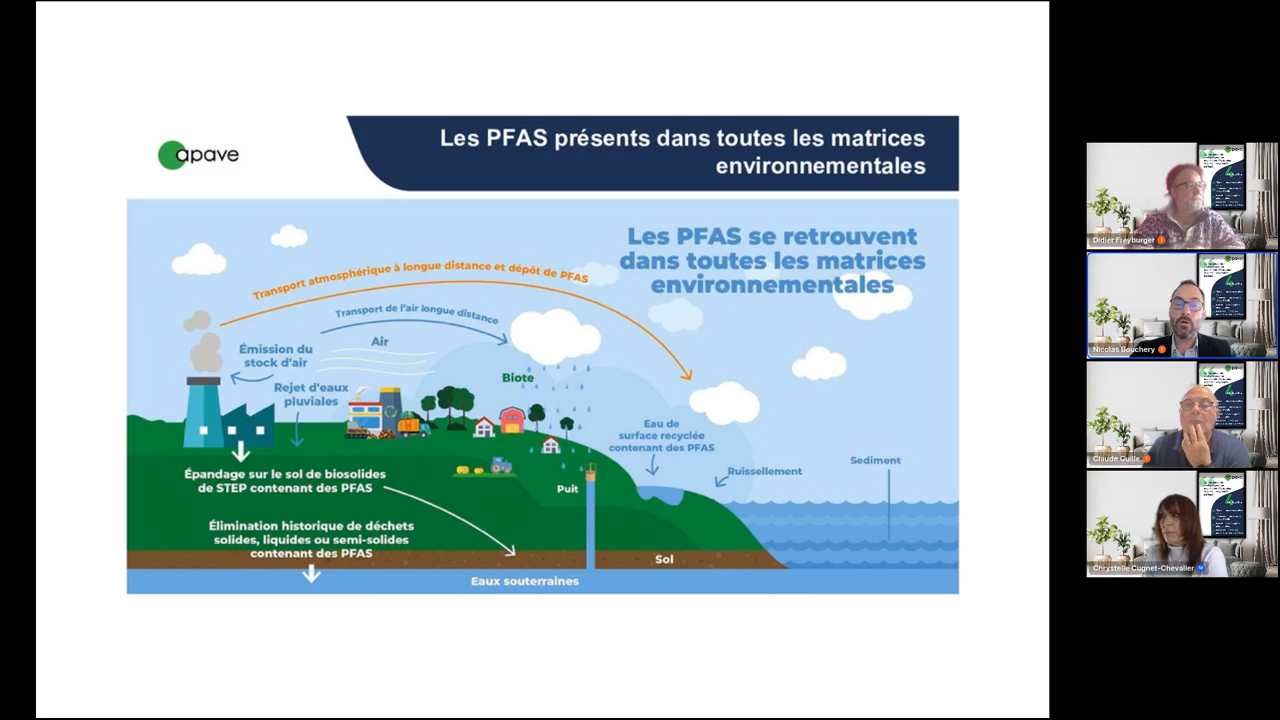 apave
Les PFAS présents dans toutes les matrices
environnementales
Les PFAS se retrouvent
dans toutes les matrices
environnementales
Transport atmosphérique à longue distance et dépôt de PFAS
Transport de l'air longue distance
Air
Émission du
stock d'air
Rejet d'eaux
pluviales
Biote
Eau de
surface recyclée
contenant des PFAS
Ruissellement
Sediment
Épandage sur le sol de biosolides
de STEP contenant des PFAS
Puit
Élimination historique de déchets
solides, liquides ou semi-solides
contenant des PFAS
Sol
Eaux souterraines
apave
Didier Freyburger
apave
Nicolas Bouchery
apave
Claude Guille
apave
Chrystelle Cugnet-Chevalier
M